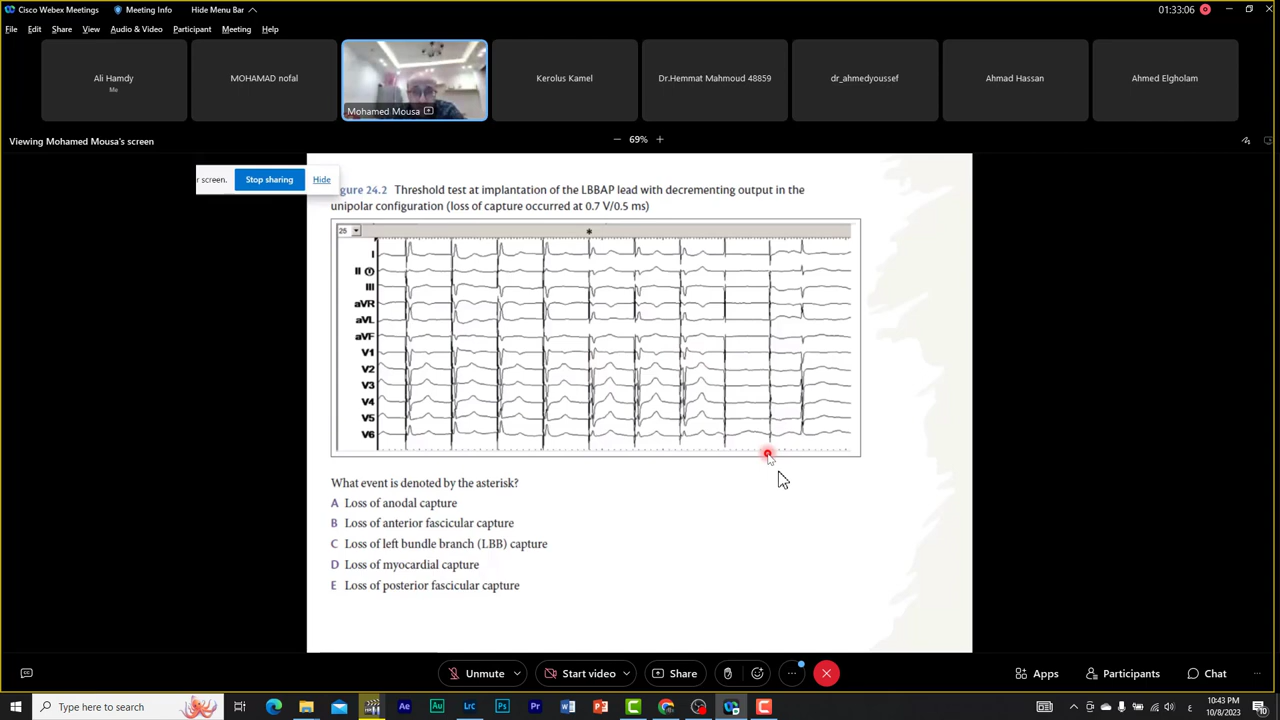 Cisco Webex Meetings
Meeting Info
Hide Menu Bar
01:33:06
File
Edit
Share
View
Audio & Video
Participant
Meeting
Help
Ali Hamdy
Me
MOHAMAD nofal
Mohamed Mousa
Kerolus Kamel
Dr.Hemmat Mahmoud 48859
dr_ahmedyoussef
Ahmad Hassan
Ahmed Elgholam
Viewing Mohamed Mousa's screen
69%
r screen.
Stop sharing
Hide
igure 24.2 Threshold test at implantation of the LBBAP lead with decrementing output in the
unipolar configuration (loss of capture occurred at 0.7 V/0.5 ms)
25
*
I
II
III
aVR
aVL
aVF
V1
V2
V3
V4
V5
V6
What event is denoted by the asterisk?
A Loss of anodal capture
B Loss of anterior fascicular capture
C Loss of left bundle branch (LBB) capture
D Loss of myocardial capture
E Loss of posterior fascicular capture
Unmute
Start video
Share
Apps
Participants
Chat
Type here to search
Ae
Au
Lrc
Ps
Pr
10:43 PM
10/8/2023